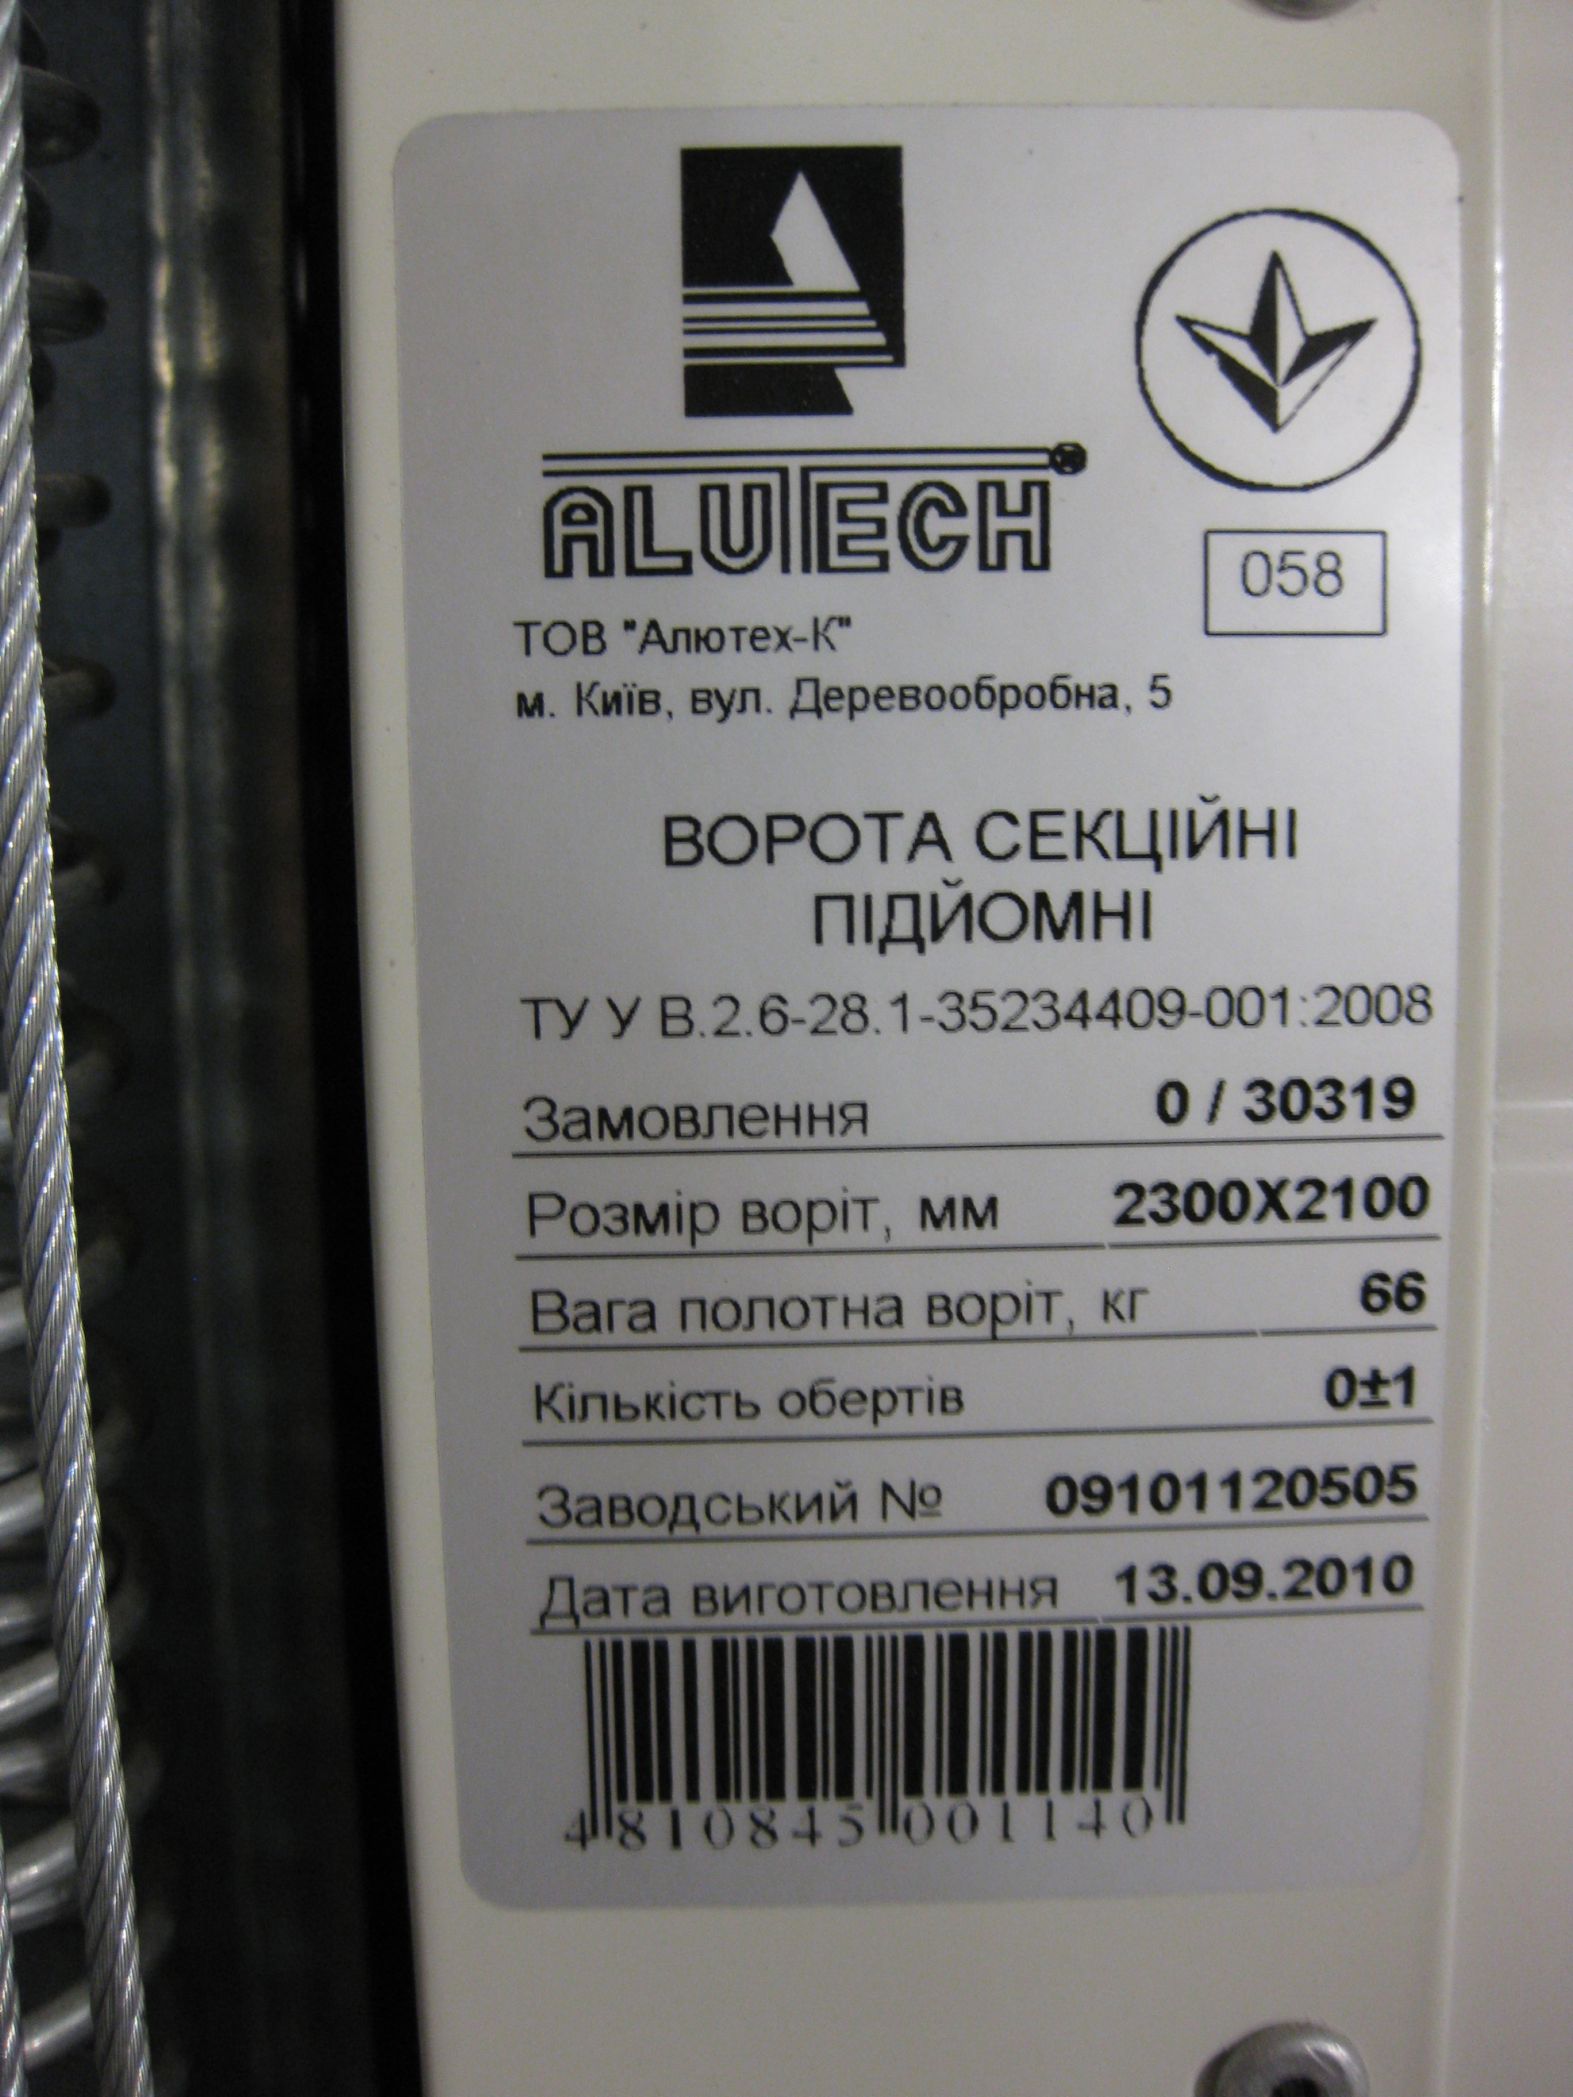 ALUTECH
058
ТОВ "Алютех-К"
м. Київ, вул. Деревообробна, 5
ВОРОТА СЕКЦІЙНІ
ПІДЙОМНІ
ТУ У В.2.6-28.1-35234409-001:2008
Замовлення 0 / 30319
Розмір воріт, мм 2300X2100
Вага полотна воріт, кг 66
Кількість обертів 0±1
Заводський № 09101120505
Дата виготовлення 13.09.2010
4810845001140